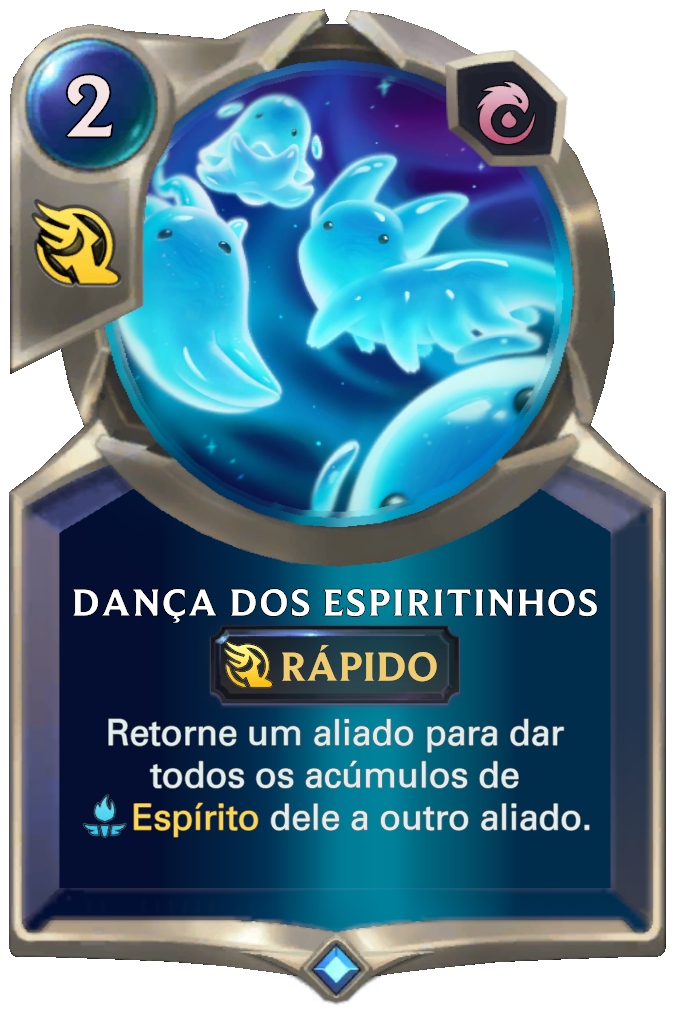 2
DANÇA DOS ESPIRITINHOS
RÁPIDO
Retorne um aliado para dar
todos os acúmulos de
Espírito dele a outro aliado.